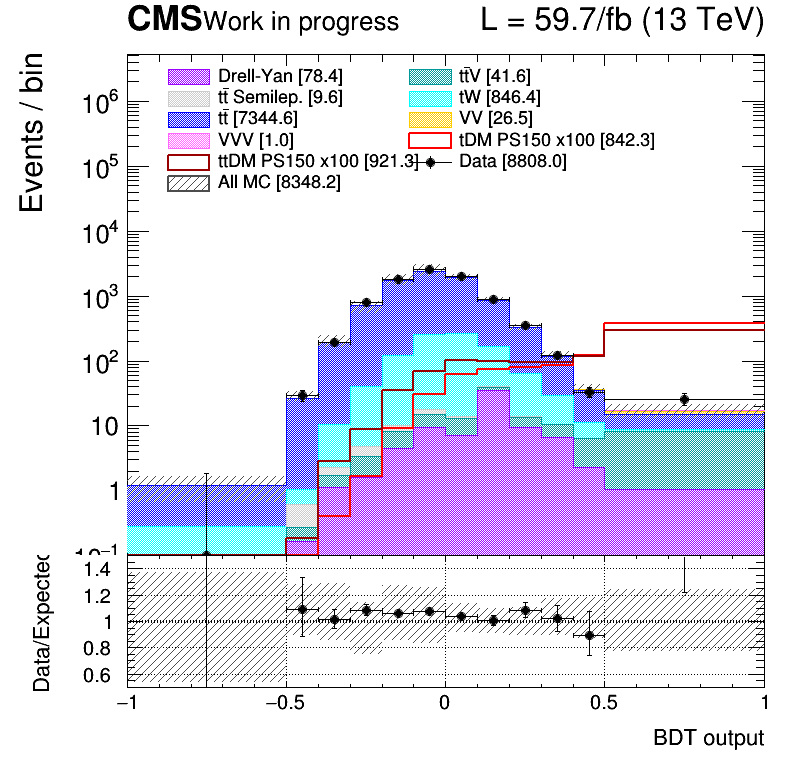 CMS Work in progress L = 59.7/fb (13 TeV)
Events / bin
Drell-Yan [78.4] tt̄V [41.6]
tt̄ Semilep. [9.6] tW [846.4]
tt̄ [7344.6] VV [26.5]
VVV [1.0] tDM PS150 x100 [842.3]
ttDM PS150 x100 [921.3] Data [8808.0]
All MC [8348.2]
10⁶
10⁵
10⁴
10³
10²
10
1
10⁻¹
Data/Expected
1.4
1.2
1
0.8
0.6
−1 −0.5 0 0.5 1
BDT output